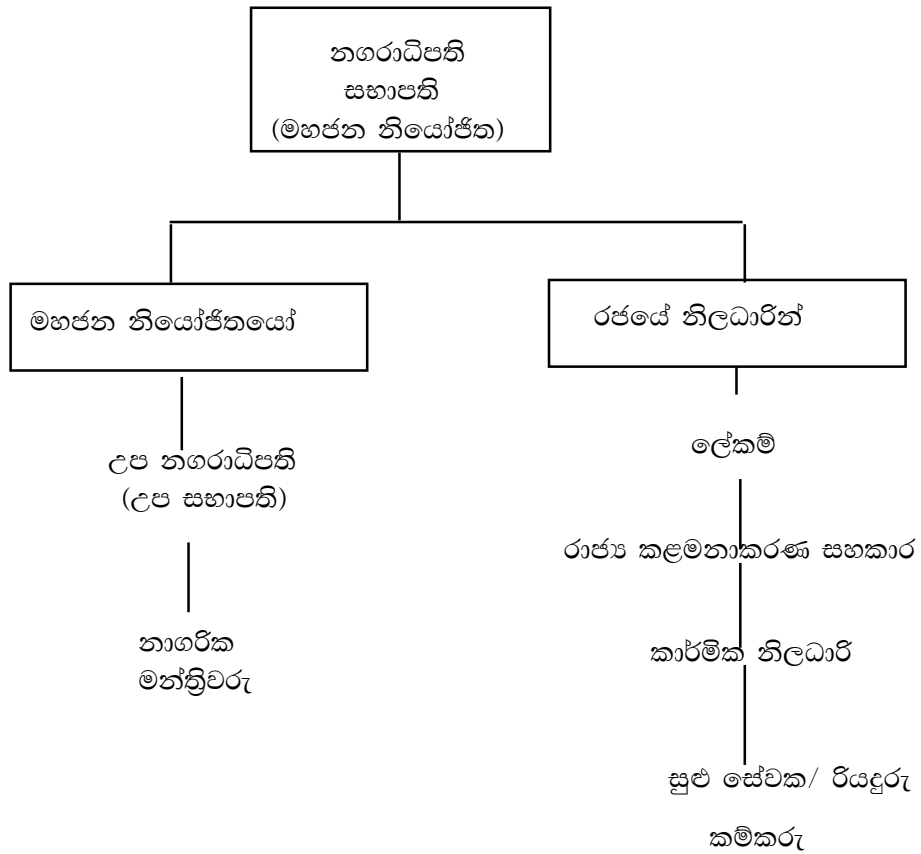 නගරාධිපති
සභාපති
(මහජන නියෝජිත)
මහජන නියෝජිතයෝ
රජයේ නිලධාරින්
උප නගරාධිපති
(උප සභාපති)
නාගරික
මන්ත්‍රිවරු
ලේකම්
රාජ්‍ය කළමනාකරණ සහකාර
කාර්මික නිලධාරි
සුළු සේවක/ රියදුරු
කම්කරු